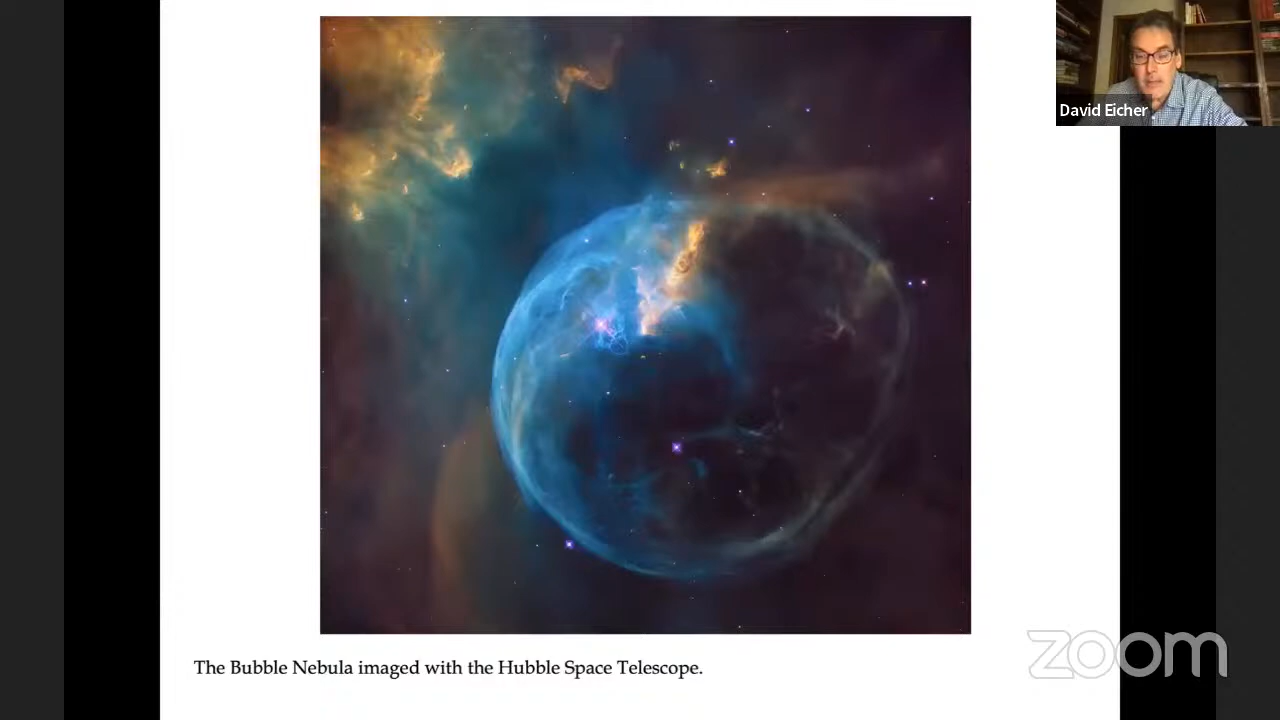 David Eicher
The Bubble Nebula imaged with the Hubble Space Telescope.
zoom